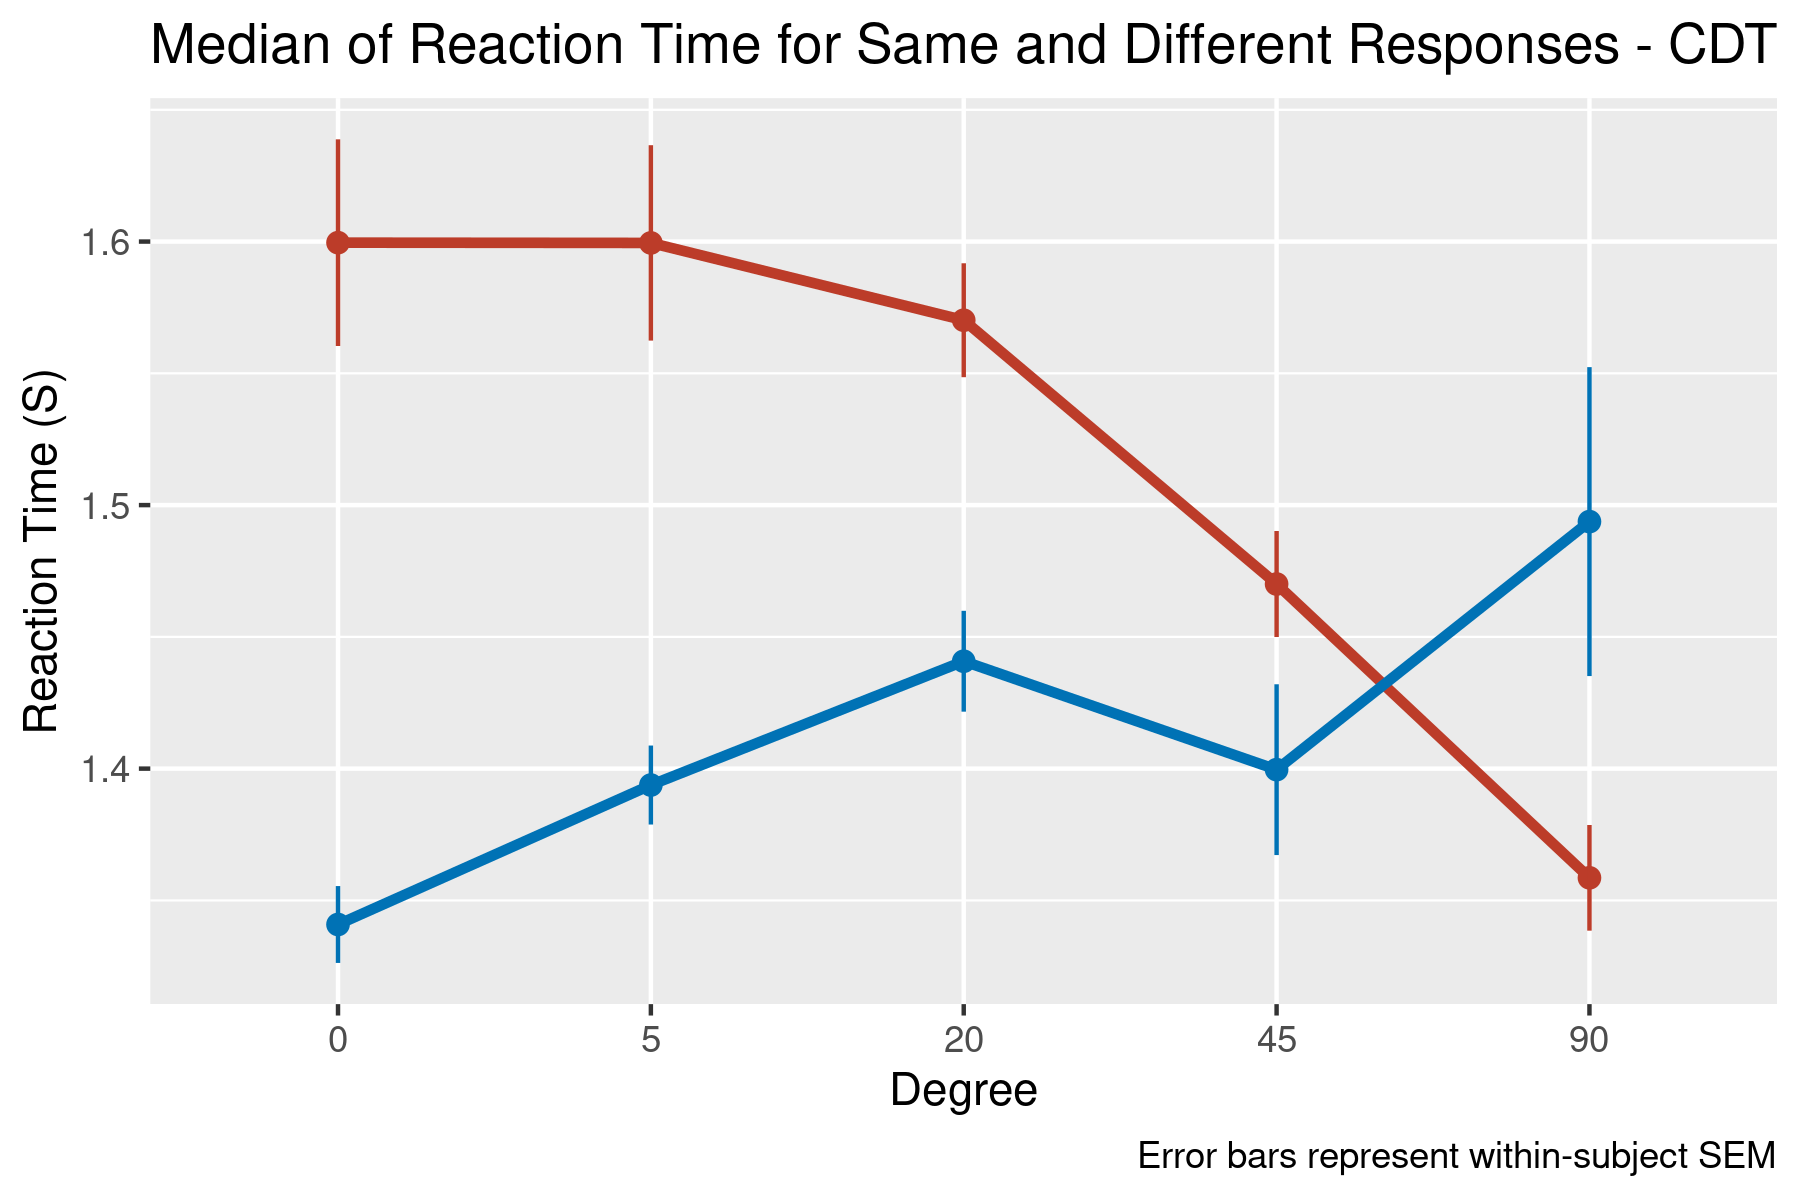 Median of Reaction Time for Same and Different Responses - CDT
Reaction Time (S)
1.6
1.5
1.4
0 5 20 45 90
Degree
Error bars represent within-subject SEM